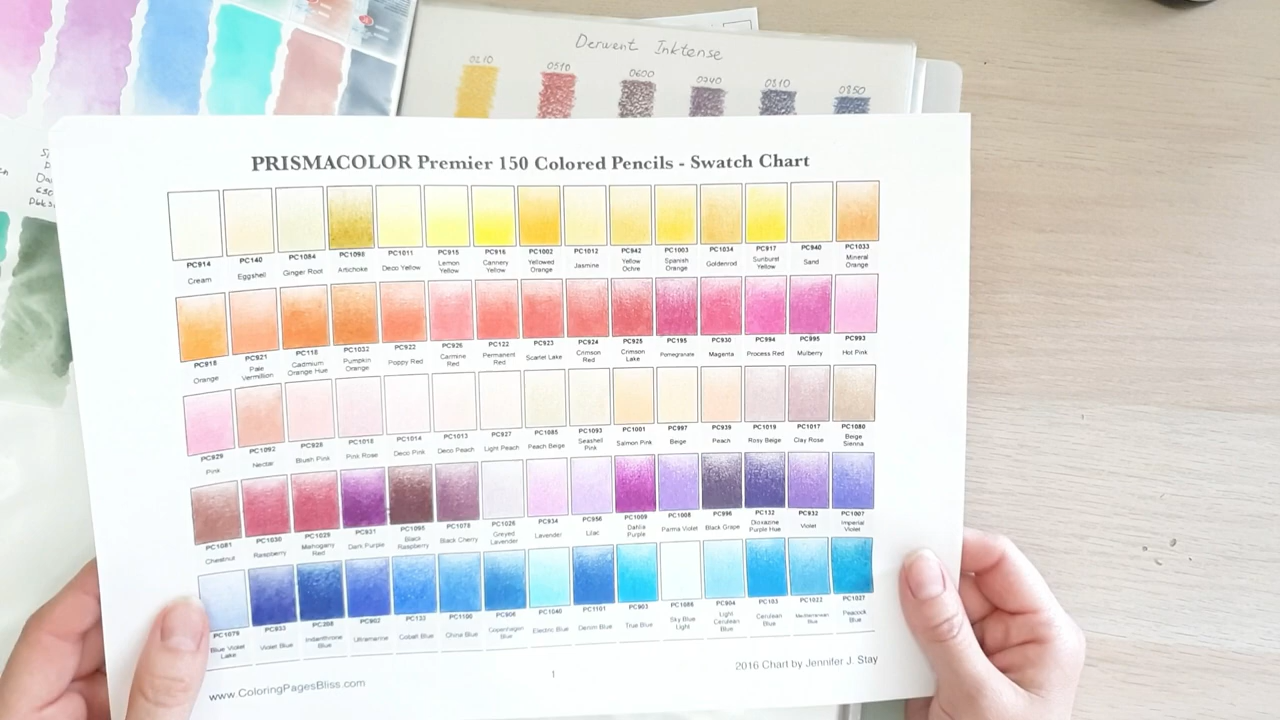 Derwent Inktense
0210 0510 0600 0740 0810 0850
PRISMACOLOR Premier 150 Colored Pencils - Swatch Chart
PC914 PC140 PC1084 PC1098 PC1011 PC915 PC916 PC1002 PC1012 PC942 PC1003 PC1034 PC917 PC940 PC1033
Cream Eggshell Ginger Root Artichoke Deco Yellow Lemon Yellow Cannery Yellow Yellowed Orange Jasmine Yellow Ochre Spanish Orange Goldenrod Sunburst Yellow Sand Mineral Orange
PC918 PC921 PC118 PC1032 PC922 PC926 PC122 PC923 PC924 PC925 PC195 PC930 PC994 PC995 PC993
Orange Pale Vermillion Cadmium Orange Hue Pumpkin Orange Poppy Red Carmine Red Permanent Red Scarlet Lake Crimson Red Crimson Lake Pomegranate Magenta Process Red Mulberry Hot Pink
PC929 PC1092 PC928 PC1018 PC1014 PC1013 PC927 PC1085 PC1093 PC1001 PC997 PC939 PC1019 PC1017 PC1080
Pink Nectar Blush Pink Pink Rose Deco Pink Deco Peach Light Peach Peach Beige Seashell Pink Salmon Pink Beige Peach Rosy Beige Clay Rose Beige Sienna
PC1081 PC1030 PC1029 PC931 PC1095 PC1078 PC1026 PC934 PC956 PC1009 PC1008 PC996 PC132 PC932 PC1007
Chestnut Raspberry Mahogany Red Dark Purple Black Raspberry Black Cherry Greyed Lavender Lavender Lilac Dahlia Purple Parma Violet Black Grape Dioxazine Purple Hue Violet Imperial Violet
PC1079 PC933 PC208 PC902 PC133 PC1100 PC906 PC1040 PC1101 PC903 PC1086 PC904 PC103 PC1022 PC1027
Blue Violet Lake Violet Blue Indanthrone Blue Ultramarine Cobalt Blue China Blue Copenhagen Blue Electric Blue Denim Blue True Blue Sky Blue Light Light Cerulean Blue Cerulean Blue Mediterranean Blue Peacock Blue
www.ColoringPagesBliss.com
1
2016 Chart by Jennifer J. Stay